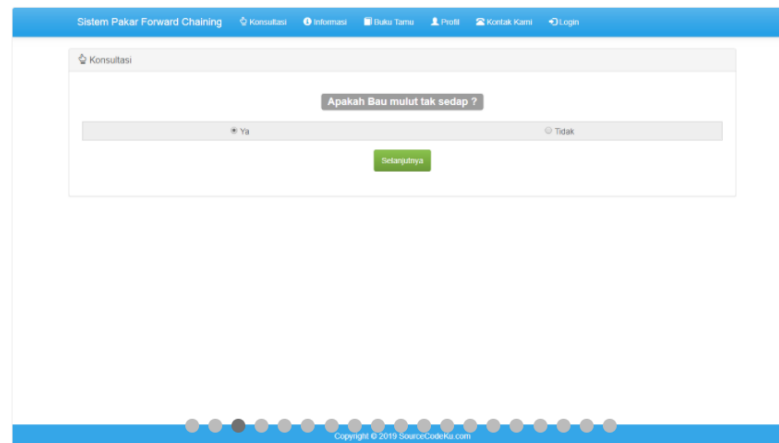 Sistem Pakar Forward Chaining Konsultasi Informasi Buku Tamu Profil Kontak Kami Login
Konsultasi
Apakah Bau mulut tak sedap ?
Ya Tidak
Selanjutnya
Copyright © 2019 SourceCodeKu.com